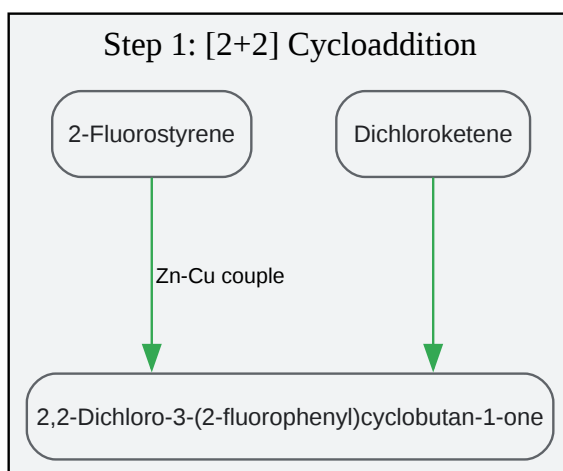 Step 1: [2+2] Cycloaddition
2-Fluorostyrene
Dichloroketene
Zn-Cu couple
2,2-Dichloro-3-(2-fluorophenyl)cyclobutan-1-one